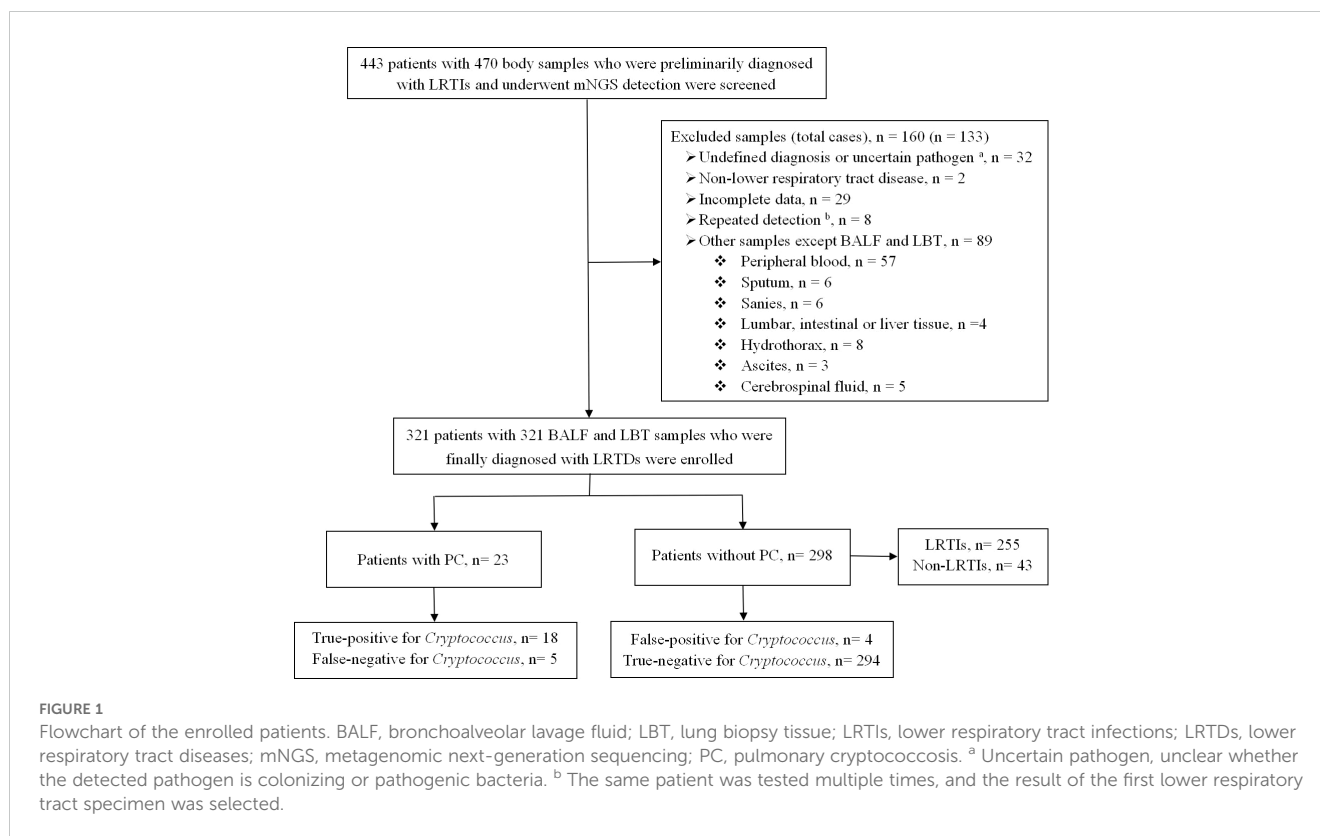 443 patients with 470 body samples who were preliminarily diagnosed
with LRTIs and underwent mNGS detection were screened
Excluded samples (total cases), n = 160 (n = 133)
➢ Undefined diagnosis or uncertain pathogen ᵃ, n = 32
➢ Non-lower respiratory tract disease, n = 2
➢ Incomplete data, n = 29
➢ Repeated detection ᵇ, n = 8
➢ Other samples except BALF and LBT, n = 89
❖ Peripheral blood, n = 57
❖ Sputum, n = 6
❖ Sanies, n = 6
❖ Lumbar, intestinal or liver tissue, n =4
❖ Hydrothorax, n = 8
❖ Ascites, n = 3
❖ Cerebrospinal fluid, n = 5
321 patients with 321 BALF and LBT samples who were
finally diagnosed with LRTDs were enrolled
Patients with PC, n= 23
Patients without PC, n= 298
LRTIs, n= 255
Non-LRTIs, n= 43
True-positive for Cryptococcus, n= 18
False-negative for Cryptococcus, n= 5
False-positive for Cryptococcus, n= 4
True-negative for Cryptococcus, n= 294
FIGURE 1
Flowchart of the enrolled patients. BALF, bronchoalveolar lavage fluid; LBT, lung biopsy tissue; LRTIs, lower respiratory tract infections; LRTDs, lower
respiratory tract diseases; mNGS, metagenomic next-generation sequencing; PC, pulmonary cryptococcosis. ᵃ Uncertain pathogen, unclear whether
the detected pathogen is colonizing or pathogenic bacteria. ᵇ The same patient was tested multiple times, and the result of the first lower respiratory
tract specimen was selected.